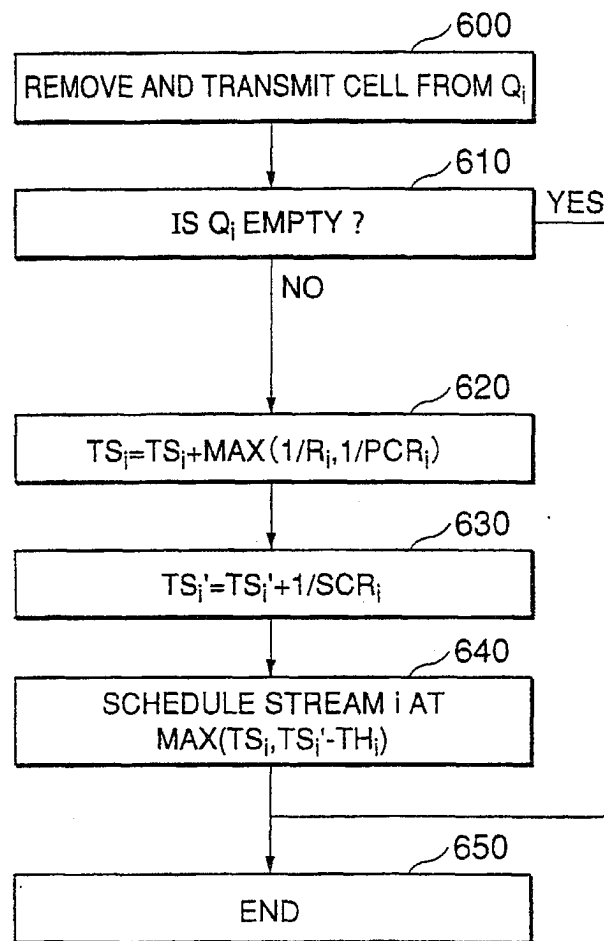 600
REMOVE AND TRANSMIT CELL FROM Qi
610
IS Qi EMPTY ?
YES
NO
620
TSi=TSi+MAX(1/Ri,1/PCRi)
630
TSi'=TSi'+1/SCRi
640
SCHEDULE STREAM i AT
MAX(TSi,TSi'-THi)
650
END